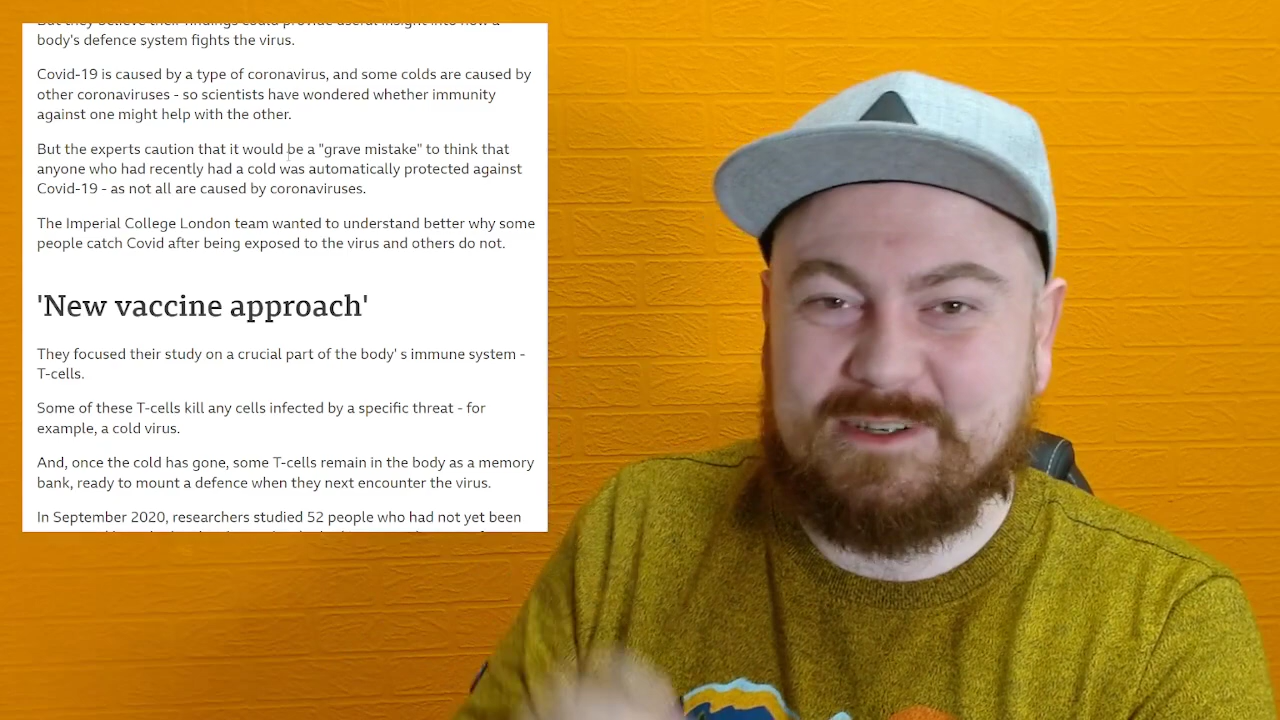 body's defence system fights the virus.
Covid-19 is caused by a type of coronavirus, and some colds are caused by
other coronaviruses - so scientists have wondered whether immunity
against one might help with the other.
But the experts caution that it would be a "grave mistake" to think that
anyone who had recently had a cold was automatically protected against
Covid-19 - as not all are caused by coronaviruses.
The Imperial College London team wanted to understand better why some
people catch Covid after being exposed to the virus and others do not.
'New vaccine approach'
They focused their study on a crucial part of the body' s immune system -
T-cells.
Some of these T-cells kill any cells infected by a specific threat - for
example, a cold virus.
And, once the cold has gone, some T-cells remain in the body as a memory
bank, ready to mount a defence when they next encounter the virus.
In September 2020, researchers studied 52 people who had not yet been